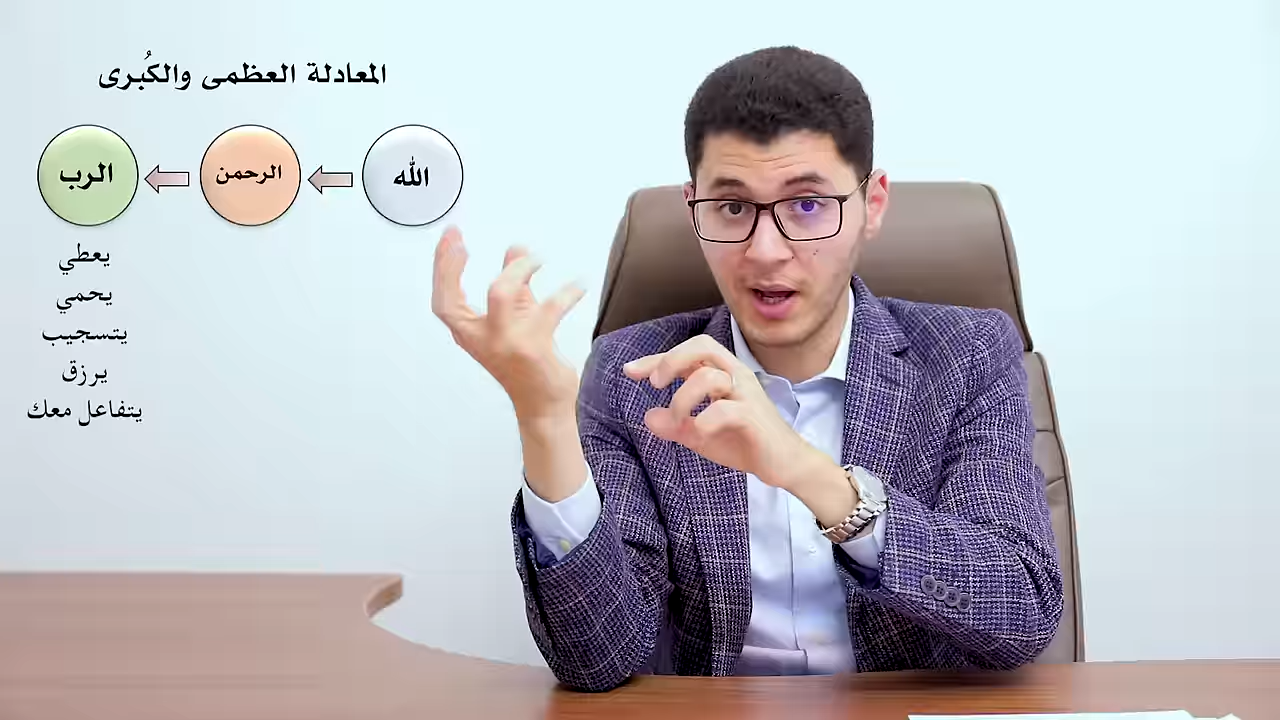 المعادلة العظمى والكُبرى
الله
الرحمن
الرب
يعطي
يحمي
يتسجيب
يرزق
يتفاعل معك